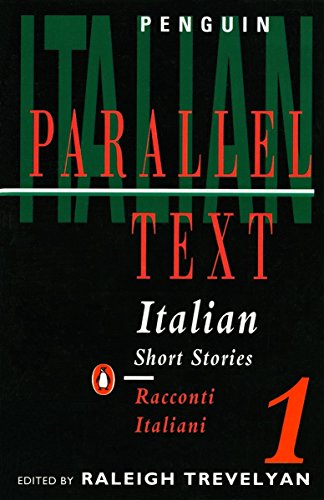 PENGUIN
ITALIAN
PARALLEL
TEXT
Italian
Short Stories
Racconti
Italiani
1
EDITED BY RALEIGH TREVELYAN